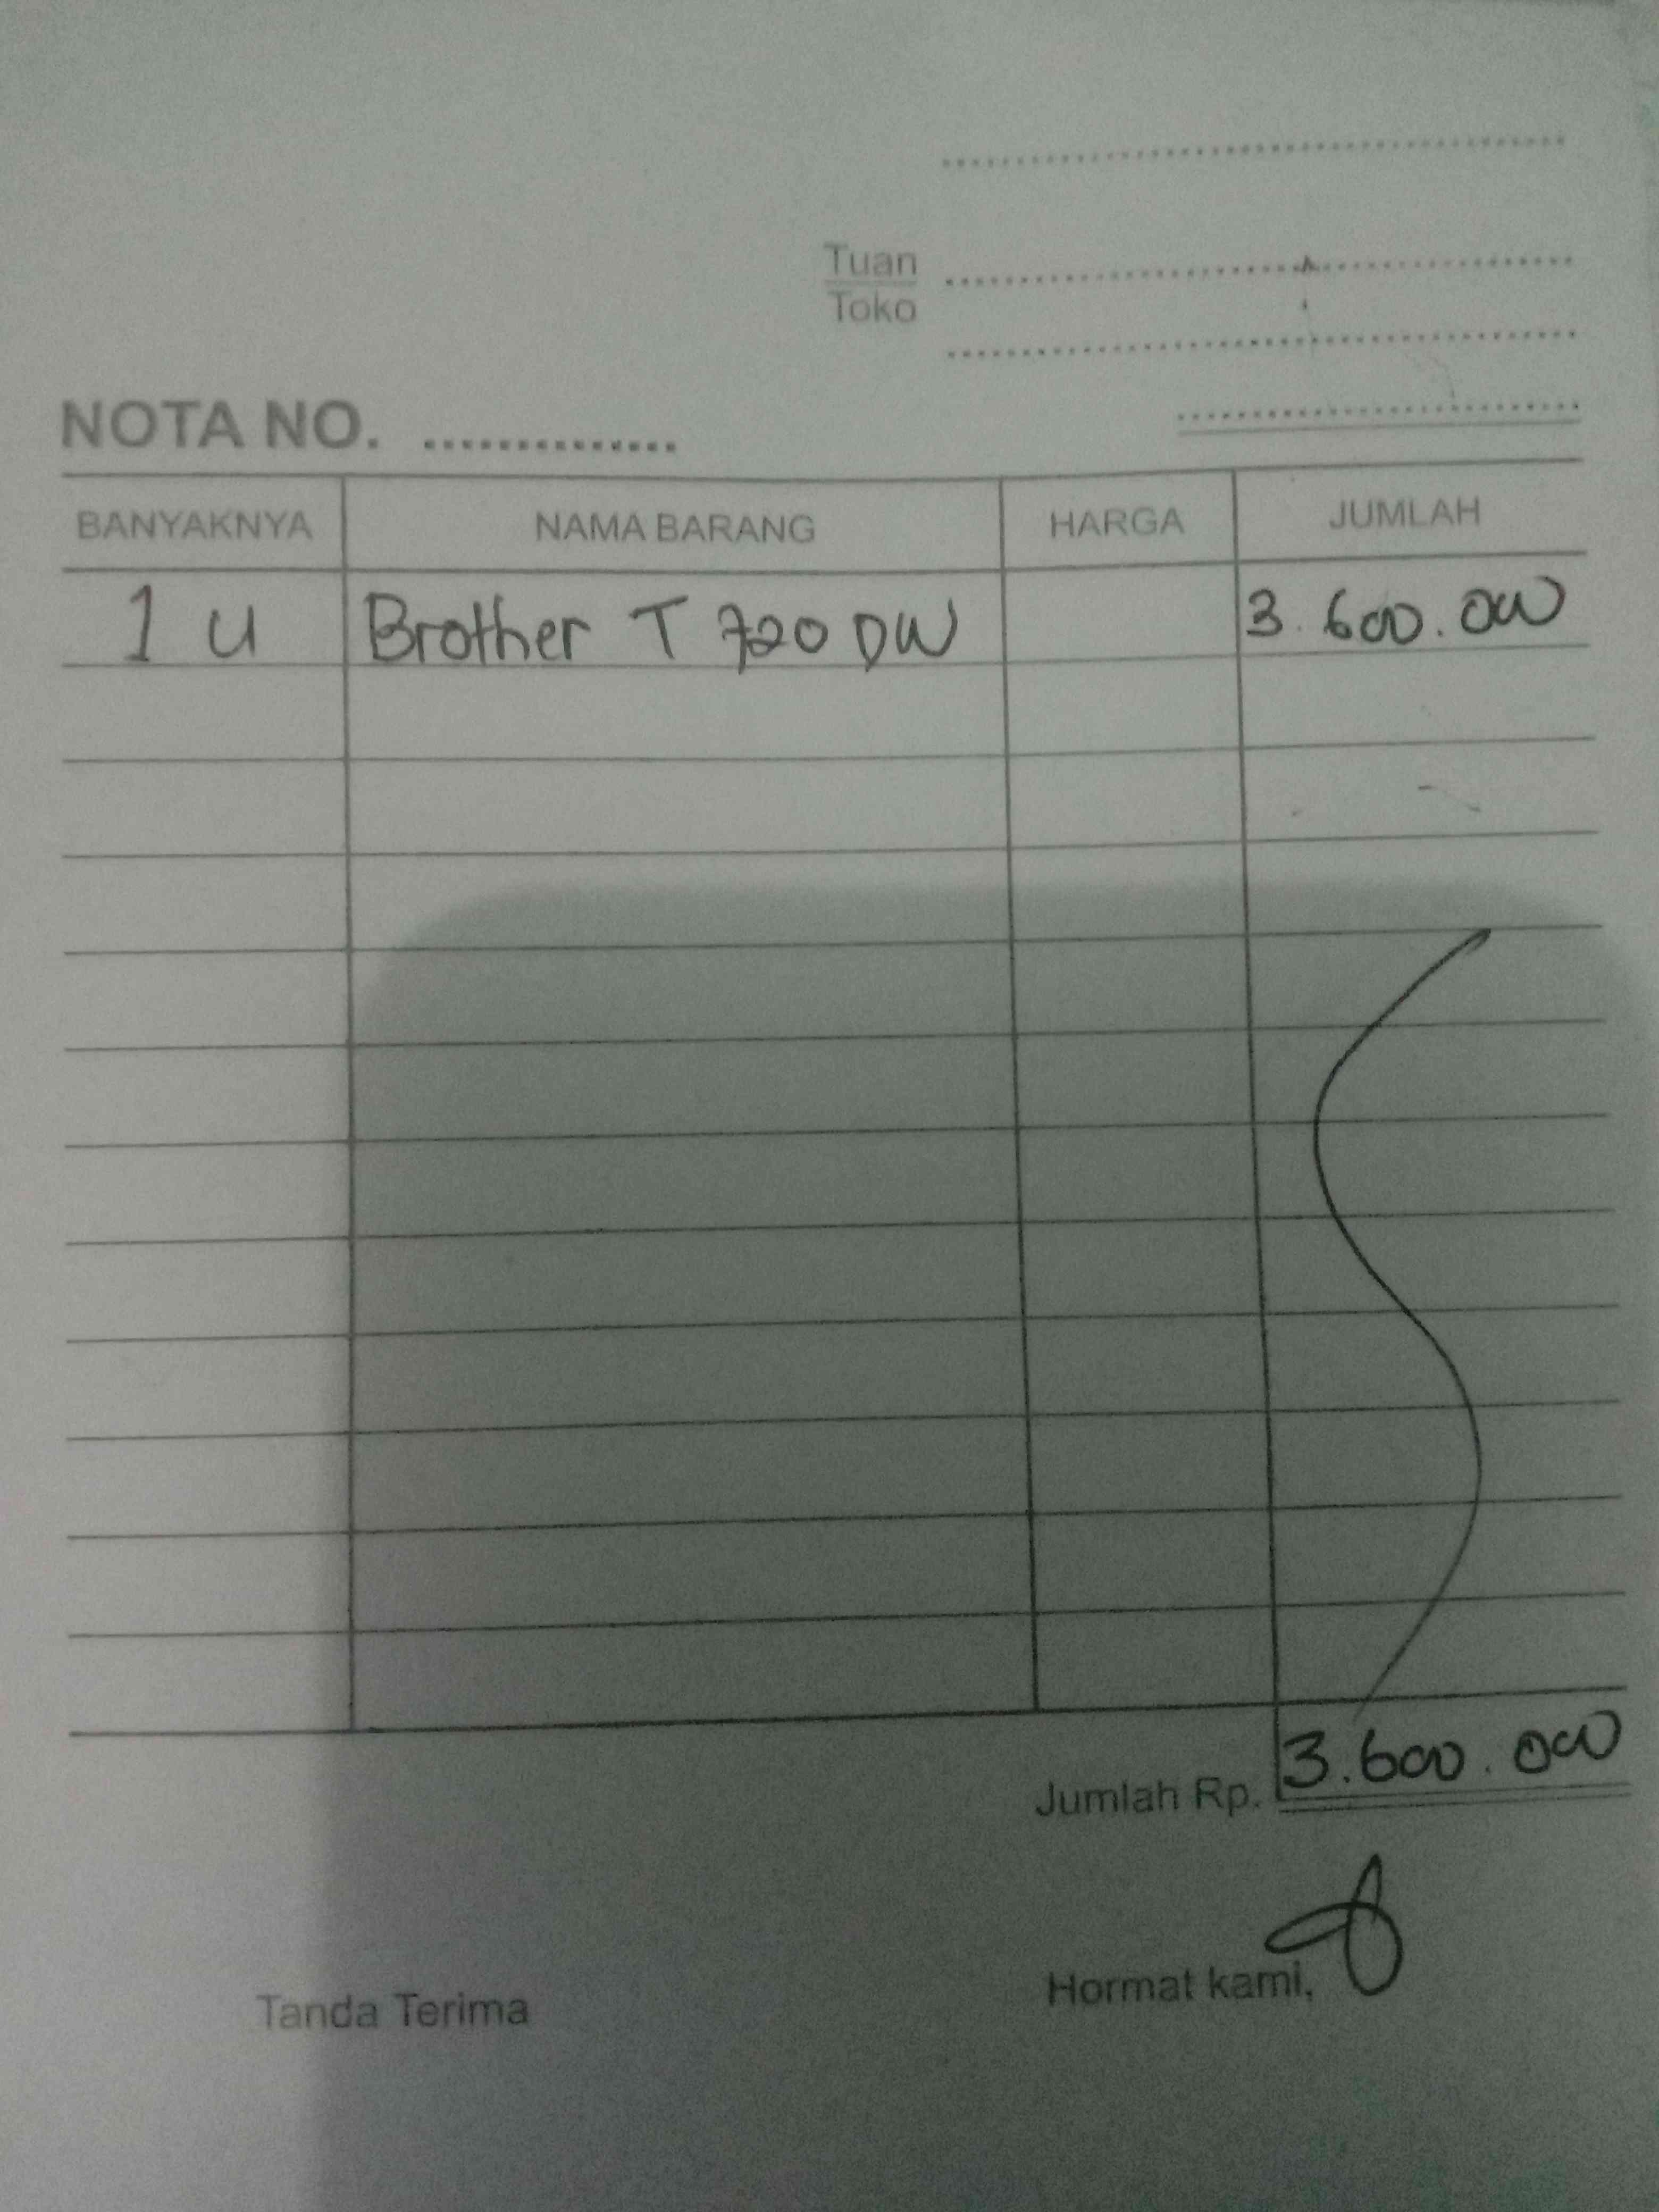 Tuan
Toko
NOTA NO. ..............
BANYAKNYA NAMA BARANG HARGA JUMLAH
1 U Brother T 720 DW 3.600.000
Jumlah Rp. 3.600.000
Tanda Terima Hormat kami,